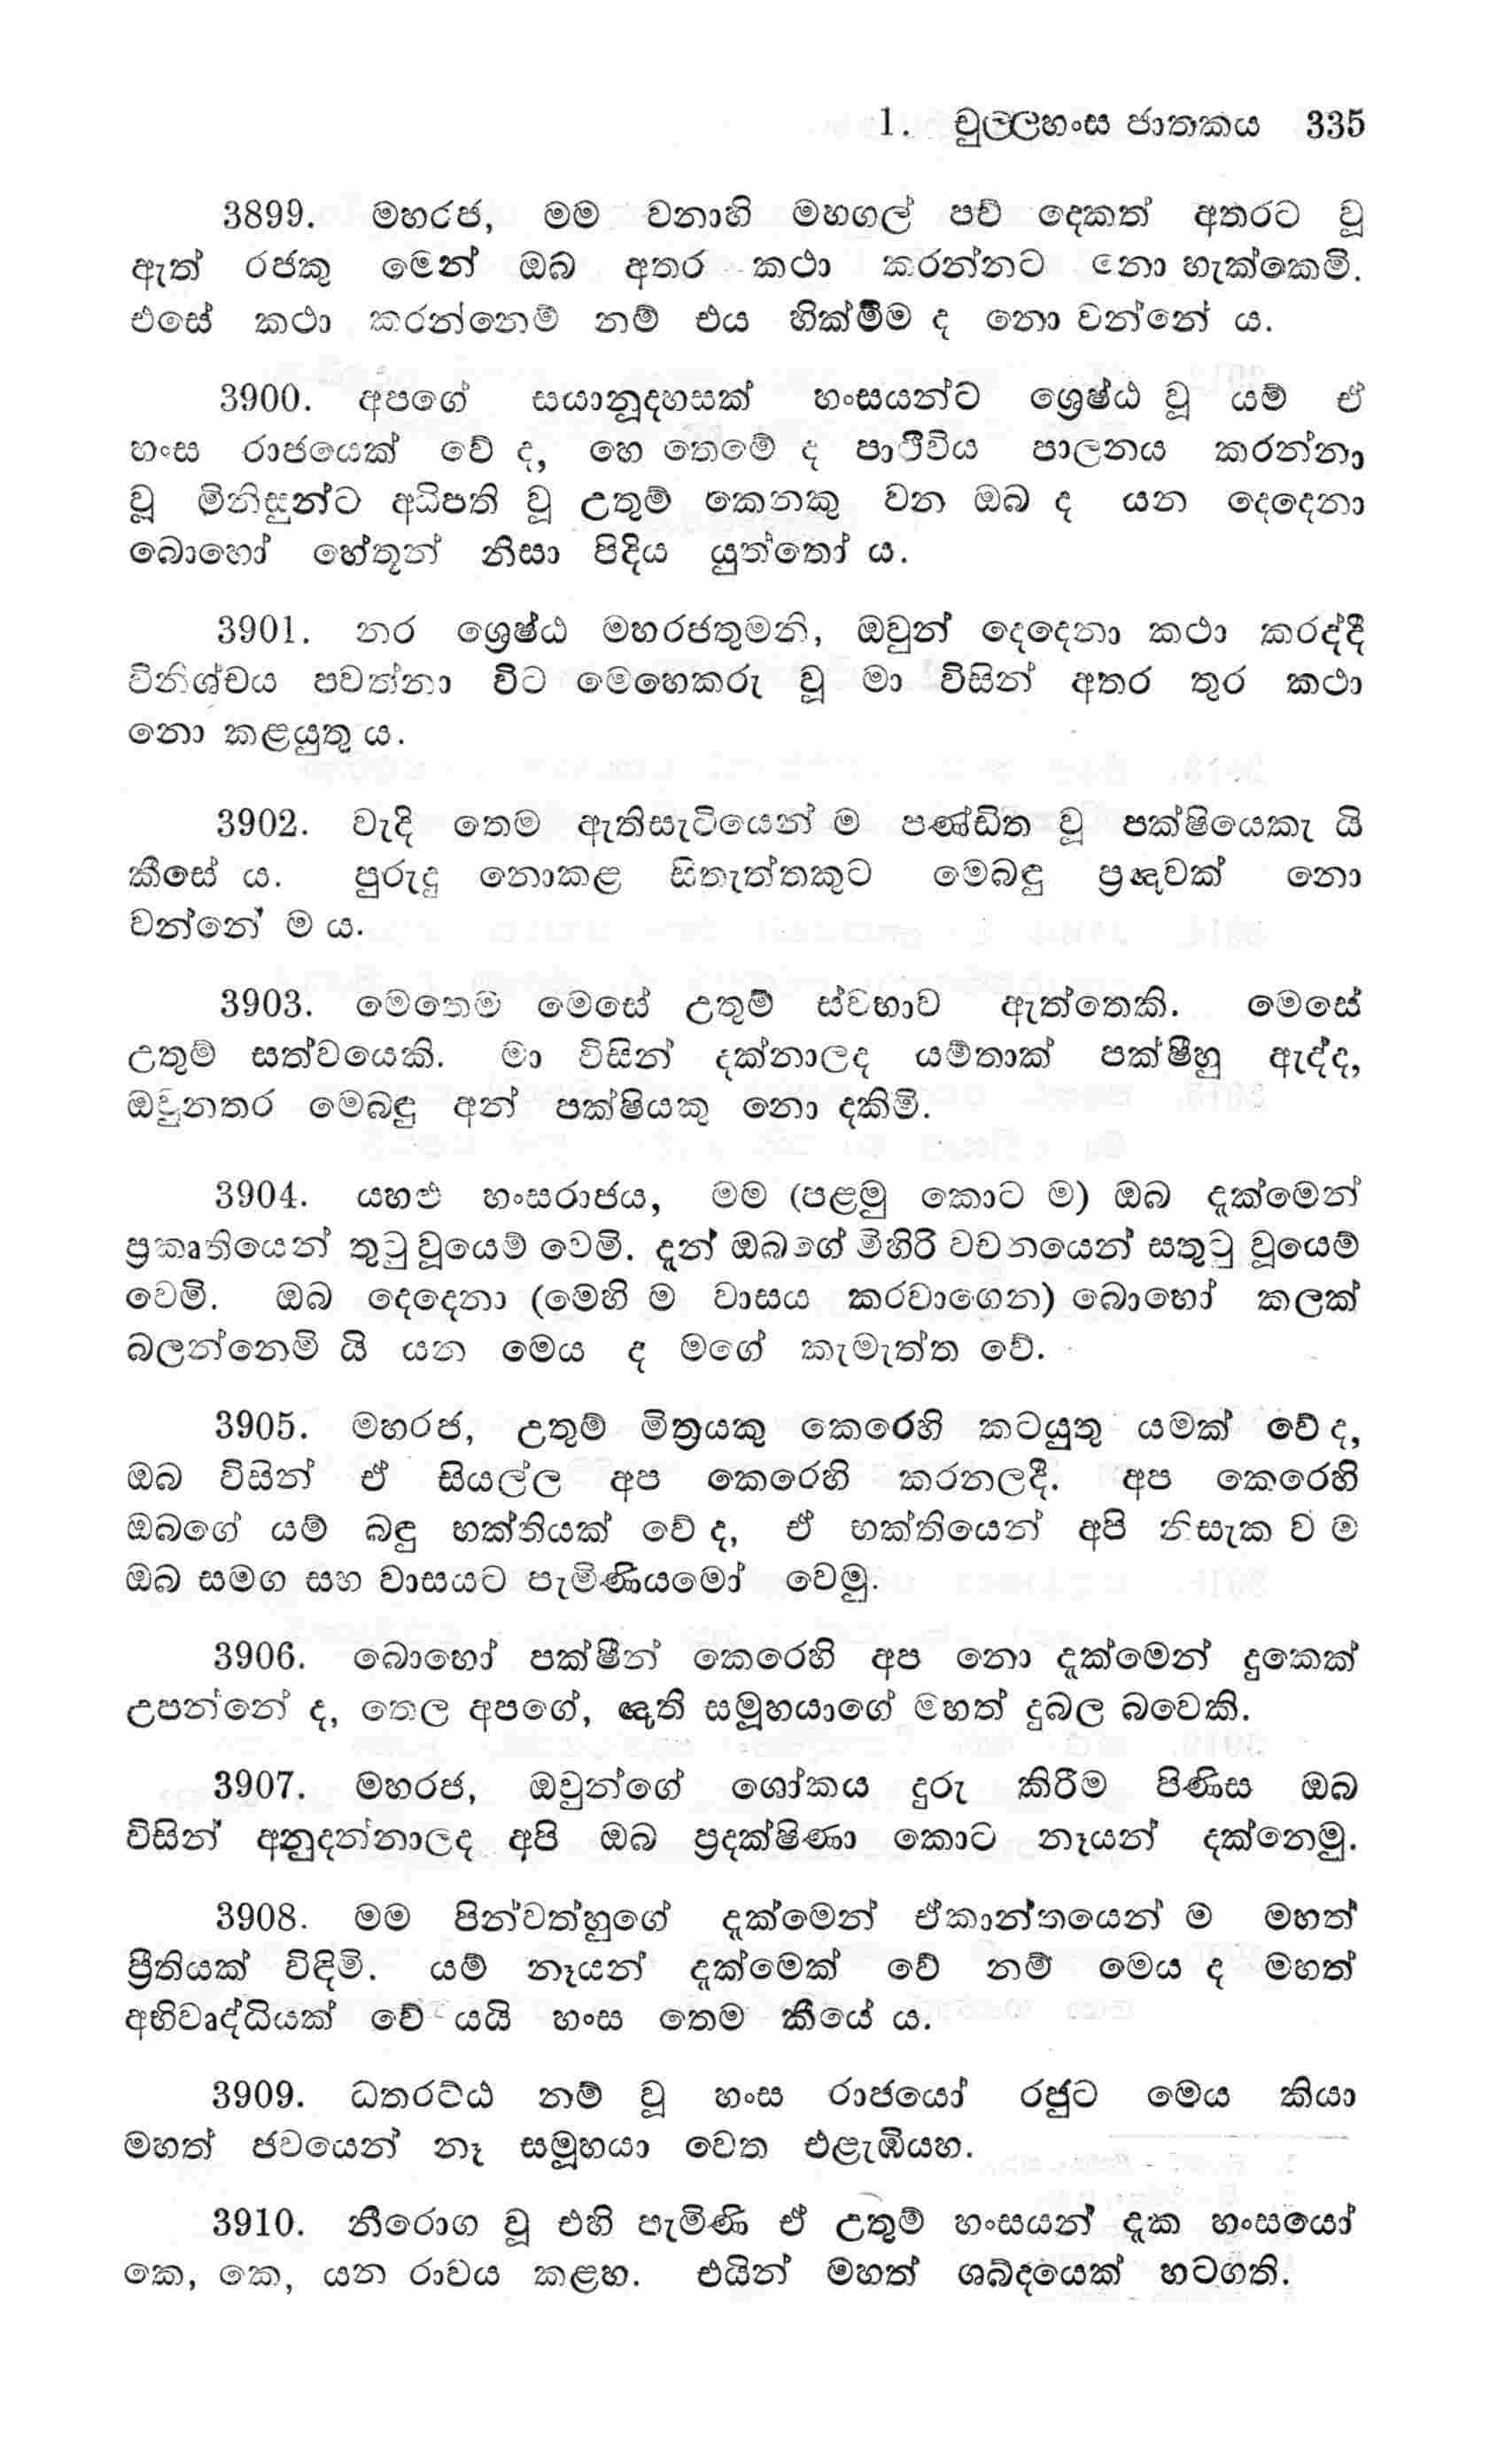 1. චුල්ලහංස ජාතකය 335
3899. මහරජ, මම වනාහි මහගල් පව් දෙකත් අතරට වූ
ඇත් රජකු මෙන් ඔබ අතර කථා කරන්නට නො හැක්කෙමි.
එසේ කථා කරන්නෙම් නම් එය හික්මීම ද නො වන්නේ ය.
3900. අපගේ සයානූදහසක් හංසයන්ට ශ්‍රෙෂ්ඨ වූ යම් ඒ
හංස රාජයෙක් වේ ද, හෙ තෙමේ ද පෘථිවිය පාලනය කරන්නා
වූ මිනිසුන්ට අධිපති වූ උතුම් කෙනකු වන ඔබ ද යන දෙදෙනා
බොහෝ හේතූන් නිසා පිදිය යුත්තෝ ය.
3901. නර ශ්‍රෙෂ්ඨ මහරජතුමනි, ඔවුන් දෙදෙනා කථා කරද්දී
විනිශ්චය පවත්නා විට මෙහෙකරු වූ මා විසින් අතර තුර කථා
නො කළයුතු ය.
3902. වැදි තෙම ඇතිසැටියෙන් ම පණ්ඩිත වූ පක්ෂියෙකැ යි
කීසේ ය. පුරුදු නොකළ සිතැත්තකුට මෙබඳු ප්‍රඥාවක් නො
වන්නේ ම ය.
3903. මෙතෙම මෙසේ උතුම් ස්වභාව ඇත්තෙකි. මෙසේ
උතුම් සත්වයෙකි. මා විසින් දක්නාලද යම්තාක් පක්ෂීහු ඇද්ද,
ඔවුනතර මෙබඳු අන් පක්ෂියකු නො දකිමි.
3904. යහළු හංසරාජය, මම (පළමු කොට ම) ඔබ දැක්මෙන්
ප්‍රකෘතියෙන් තුටු වූයෙම් වෙමි. දැන් ඔබගේ මිහිරි වචනයෙන් සතුටු වූයෙම්
වෙමි. ඔබ දෙදෙනා (මෙහි ම වාසය කරවාගෙන) බොහෝ කලක්
බලන්නෙමි යි යන මෙය ද මගේ කැමැත්ත වේ.
3905. මහරජ, උතුම් මිත්‍රයකු කෙරෙහි කටයුතු යමක් වේ ද,
ඔබ විසින් ඒ සියල්ල අප කෙරෙහි කරනලදී. අප කෙරෙහි
ඔබගේ යම් බඳු භක්තියක් වේ ද, ඒ භක්තියෙන් අපි නිසැක ව ම
ඔබ සමග සහ වාසයට පැමිණියමෝ වෙමු.
3906. බොහෝ පක්ෂීන් කෙරෙහි අප නො දැක්මෙන් දුකෙක්
උපන්නේ ද, තෙල අපගේ, ඥාති සමූහයාගේ මහත් දුබල බවෙකි.
3907. මහරජ, ඔවුන්ගේ ශෝකය දුරු කිරීම පිණිස ඔබ
විසින් අනුදන්නාලද අපි ඔබ ප්‍රදක්ෂිණා කොට නෑයන් දක්නෙමු.
3908. මම පින්වත්හුගේ දැක්මෙන් ඒකාන්තයෙන් ම මහත්
ප්‍රීතියක් විඳිමි. යම් නෑයන් දැක්මෙක් වේ නම් මෙය ද මහත්
අභිවෘද්ධියක් වේ යයි හංස තෙම කීයේ ය.
3909. ධතරට්ඨ නම් වූ හංස රාජයෝ රජුට මෙය කියා
මහත් ජවයෙන් නෑ සමූහයා වෙත එළැඹියහ.
3910. නීරොග වූ එහි පැමිණි ඒ උතුම් හංසයන් දැක හංසයෝ
කෙ, කෙ, යන රාවය කළහ. එයින් මහත් ශබ්දයෙක් හටගති.